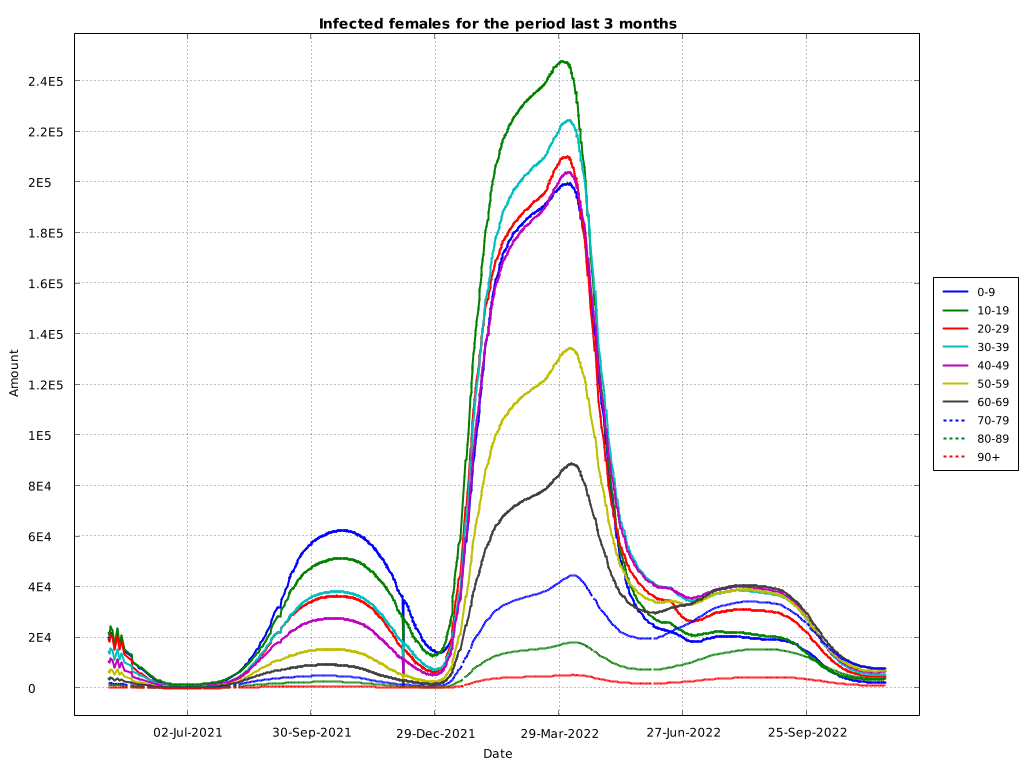 Infected females for the period last 3 months
2.4E5
2.2E5
2E5
1.8E5
1.6E5
1.4E5
1.2E5
1E5
8E4
6E4
4E4
2E4
0
Amount
02-Jul-2021
30-Sep-2021
29-Dec-2021
29-Mar-2022
27-Jun-2022
25-Sep-2022
Date
0-9
10-19
20-29
30-39
40-49
50-59
60-69
70-79
80-89
90+